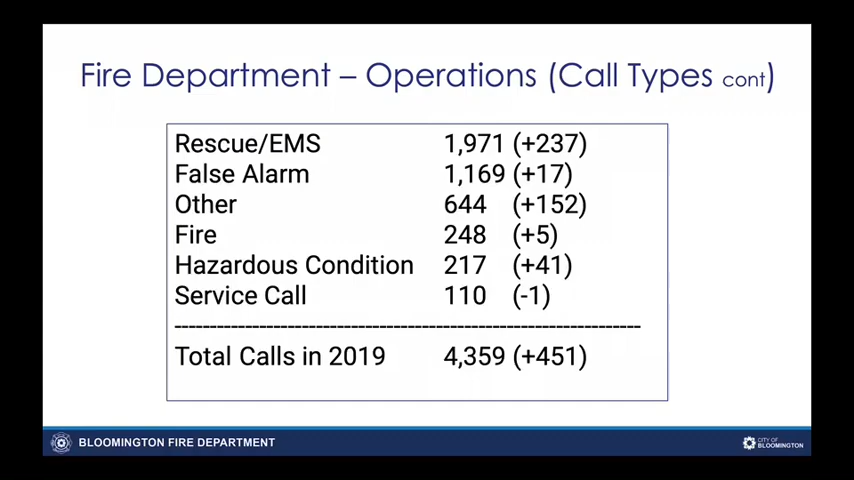 Fire Department – Operations (Call Types cont)
Rescue/EMS 1,971 (+237)
False Alarm 1,169 (+17)
Other 644 (+152)
Fire 248 (+5)
Hazardous Condition 217 (+41)
Service Call 110 (-1)
--------------------------------------------------------------------
Total Calls in 2019 4,359 (+451)
BLOOMINGTON FIRE DEPARTMENT
CITY OF
BLOOMINGTON